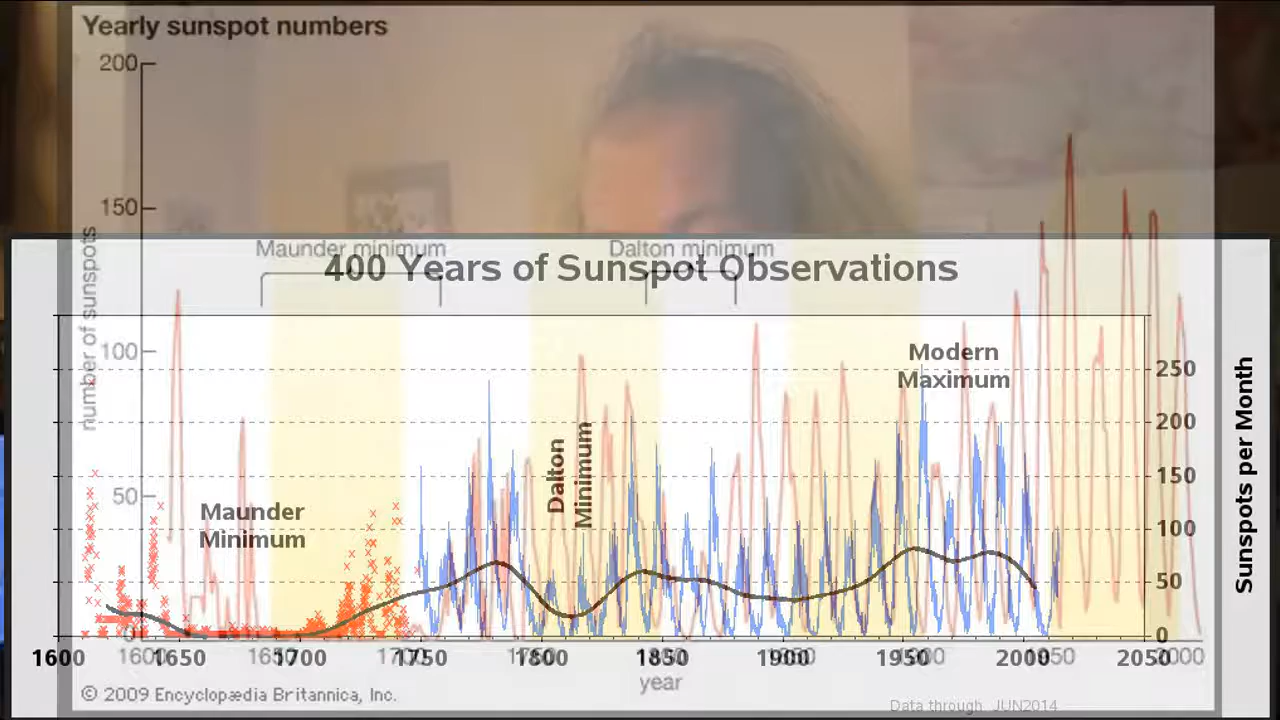 Yearly sunspot numbers
200
150
100
50
number of sunspots
Maunder minimum
Dalton minimum
400 Years of Sunspot Observations
Modern
Maximum
Maunder
Minimum
Dalton
Minimum
250
200
150
100
50
0
Sunspots per Month
1600 1650 1700 1750 1800 1850 1900 1950 2000 2050
2000
year
© 2009 Encyclopædia Britannica, Inc.
Data through JUN2014